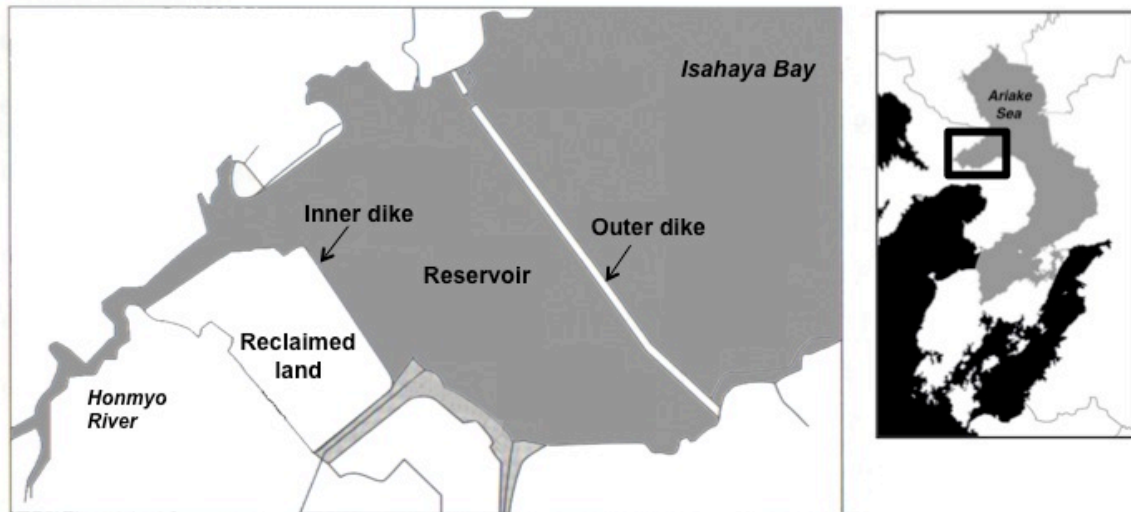 Isahaya Bay
Ariake
Sea
Inner dike
Outer dike
Reservoir
Reclaimed
land
Honmyo
River